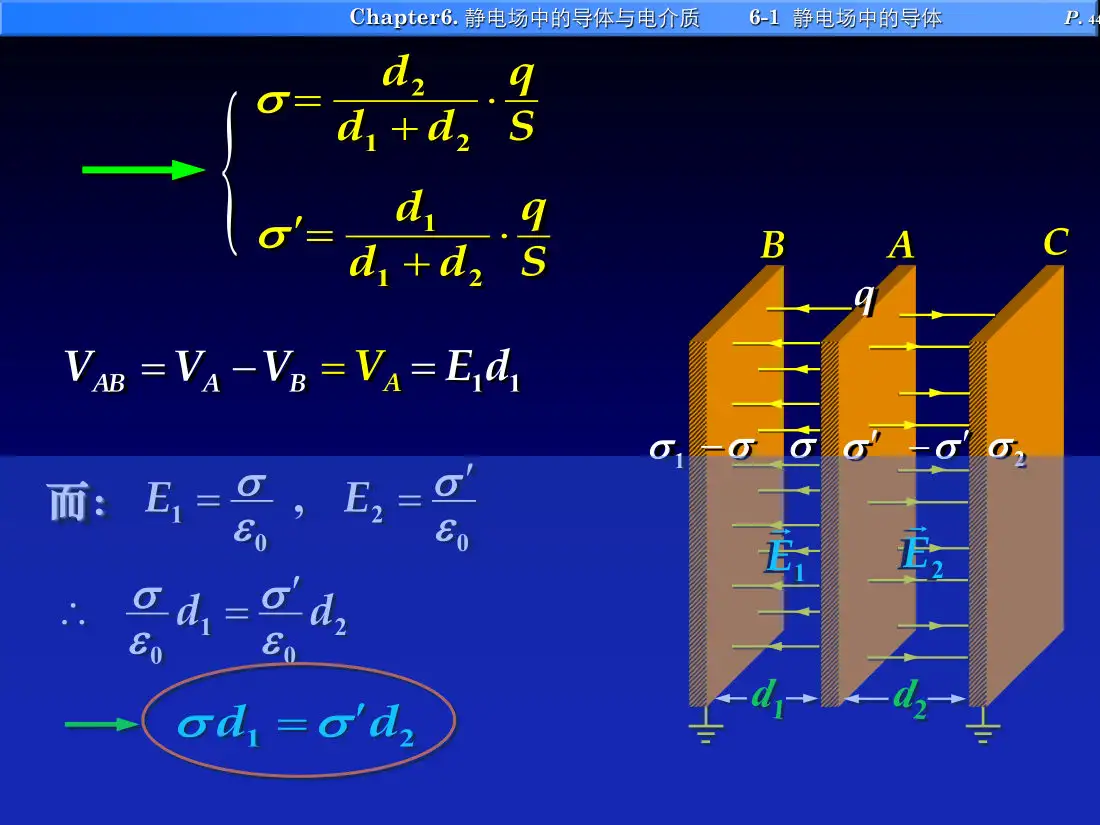 Chapter6. 静电场中的导体与电介质 6-1 静电场中的导体 P. 44
σ = d₂/(d₁ + d₂) · q/S
σ′ = d₁/(d₁ + d₂) · q/S
V_AB = V_A − V_B = V_A = E₁d₁
而： E₁ = σ/ε₀ , E₂ = σ′/ε₀
∴ σ/ε₀ d₁ = σ′/ε₀ d₂
σd₁ = σ′d₂
B A C
q
σ₁ −σ σ σ′ −σ′ σ₂
E⃗₁ E⃗₂
d₁ d₂